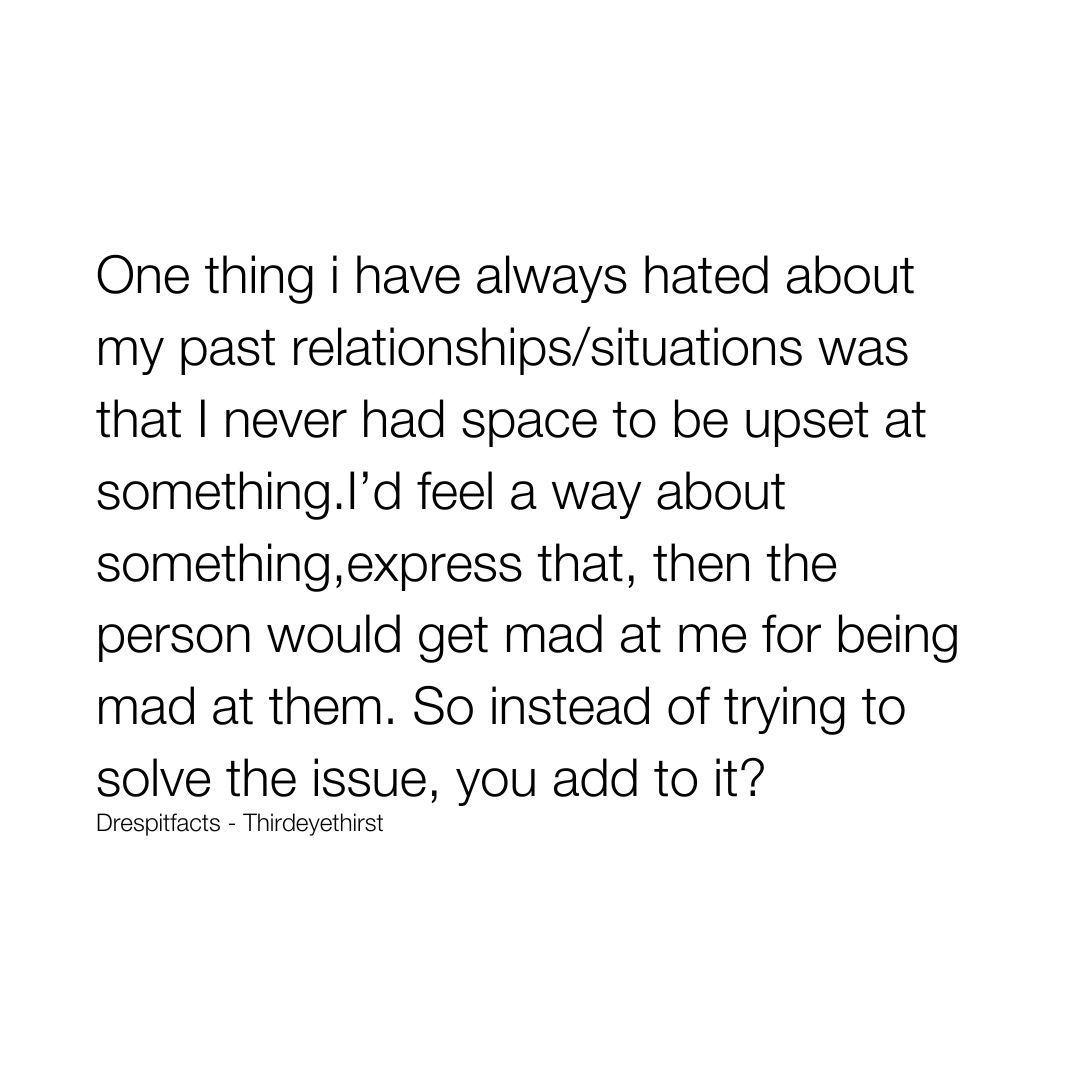 One thing i have always hated about
my past relationships/situations was
that I never had space to be upset at
something.I’d feel a way about
something,express that, then the
person would get mad at me for being
mad at them. So instead of trying to
solve the issue, you add to it?
Drespitfacts - Thirdeyethirst